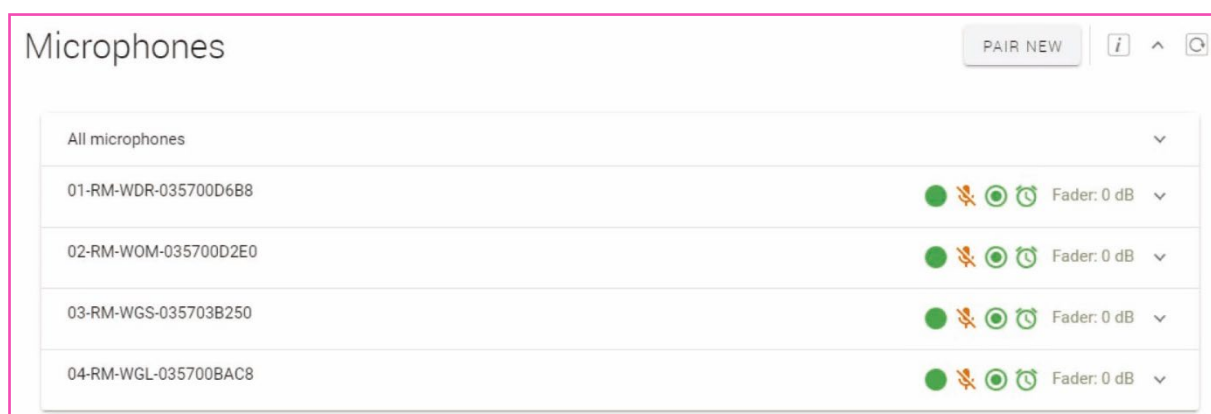 Microphones
PAIR NEW
i
All microphones
01-RM-WDR-035700D6B8 Fader: 0 dB
02-RM-WOM-035700D2E0 Fader: 0 dB
03-RM-WGS-035703B250 Fader: 0 dB
04-RM-WGL-035700BAC8 Fader: 0 dB